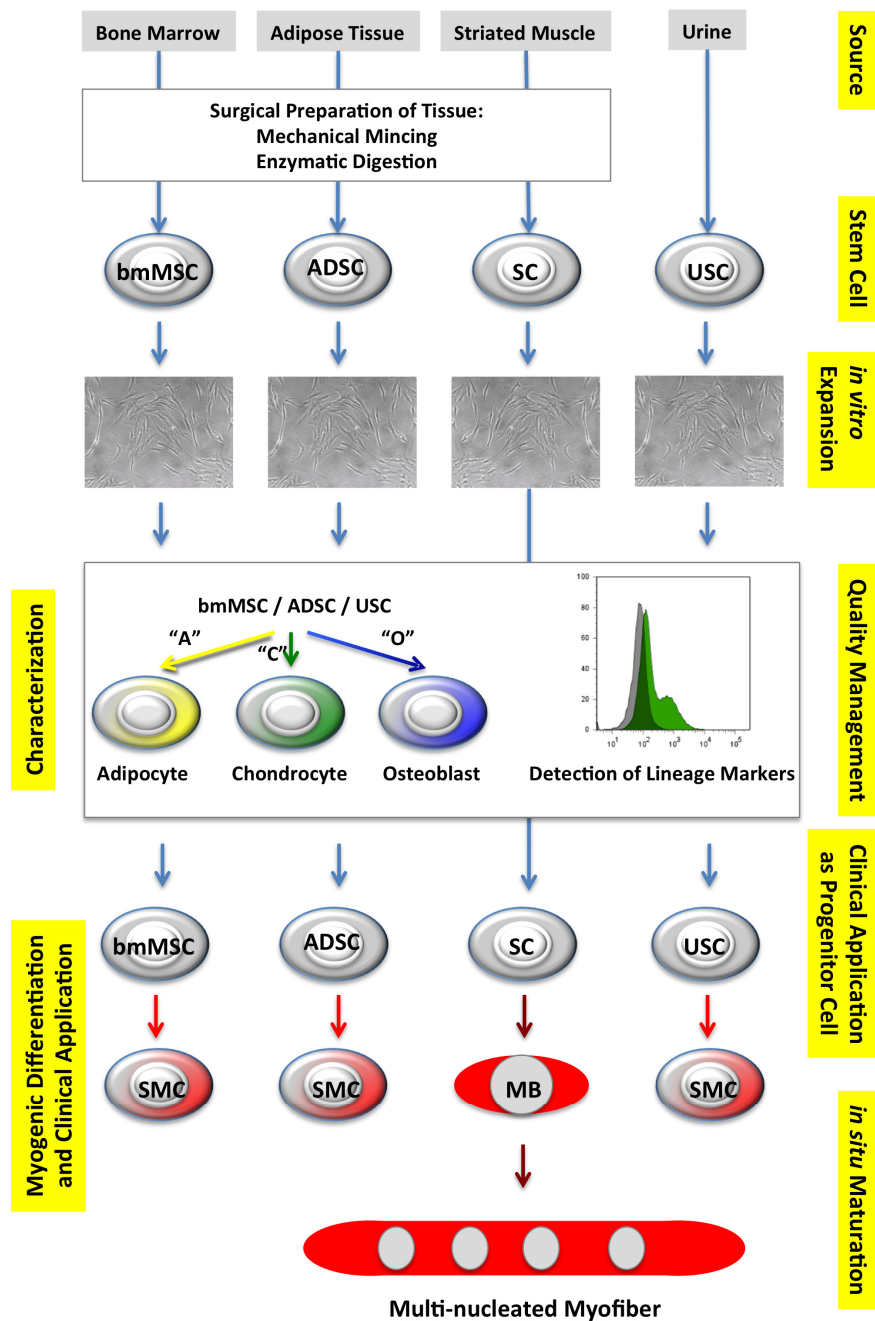 Bone Marrow
Adipose Tissue
Striated Muscle
Urine
Source
Surgical Preparation of Tissue:
Mechanical Mincing
Enzymatic Digestion
bmMSC
ADSC
SC
USC
Stem Cell
in vitro
Expansion
Characterization
bmMSC / ADSC / USC
“A”
“C”
“O”
Adipocyte
Chondrocyte
Osteoblast
100
80
60
40
20
0
10¹
10²
10³
10⁴
10⁵
Detection of Lineage Markers
Quality Management
Myogenic Differentiation
and Clinical Application
bmMSC
ADSC
SC
USC
Clinical Application
as Progenitor Cell
SMC
SMC
MB
SMC
in situ Maturation
Multi-nucleated Myofiber